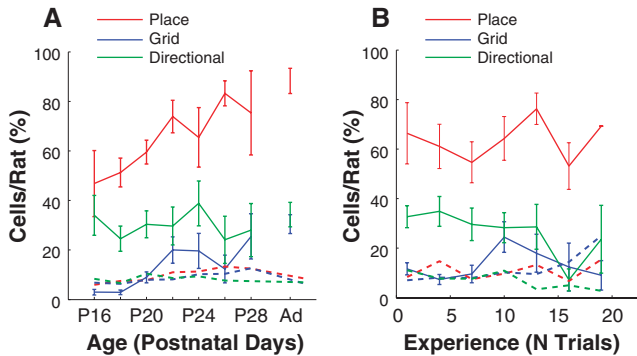 A
Place
Grid
Directional
Cells/Rat (%)
100
80
60
40
20
0
P16
P20
P24
P28
Ad
Age (Postnatal Days)
B
Place
Grid
Directional
Cells/Rat (%)
100
80
60
40
20
0
0
5
10
15
20
Experience (N Trials)